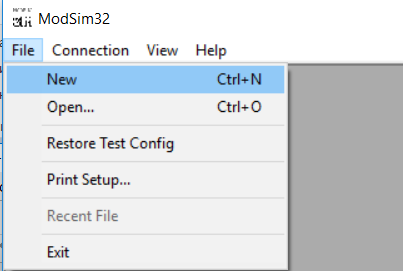 ModSim32
File Connection View Help
New Ctrl+N
Open... Ctrl+O
Restore Test Config
Print Setup...
Recent File
Exit